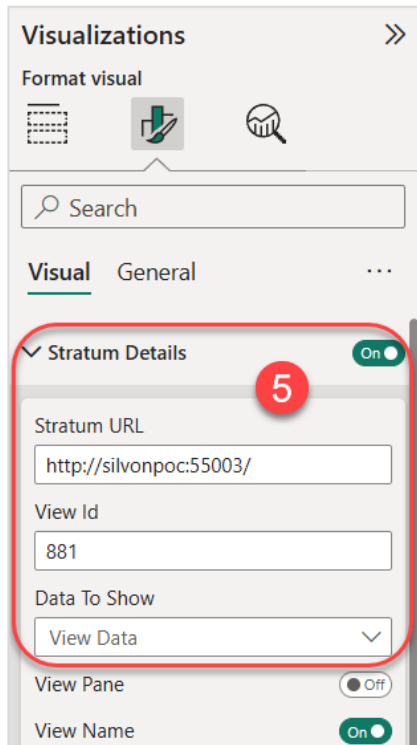 Visualizations
Format visual
Search
Visual General
Stratum Details On
5
Stratum URL
http://silvonpoc:55003/
View Id
881
Data To Show
View Data
View Pane Off
View Name On